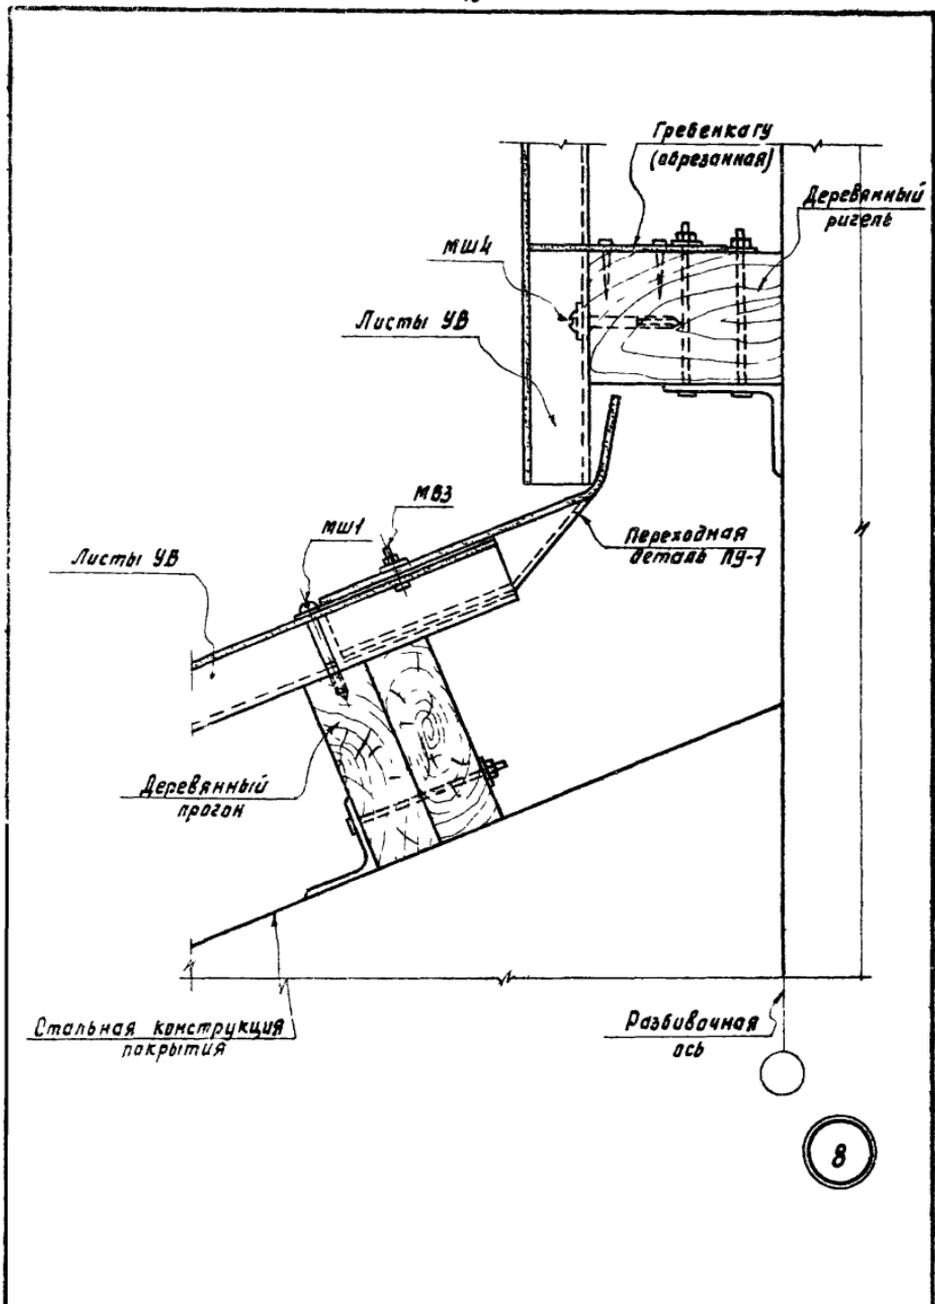 Гребенка ГУ
(обрезанная)
Деревянный
ригель
МШ4
Листы УВ
МВ3
МШ1
Переходная
деталь ПУ-1
Листы УВ
Деревянный
прогон
Стальная конструкция
покрытия
Разбивочная
ось
8